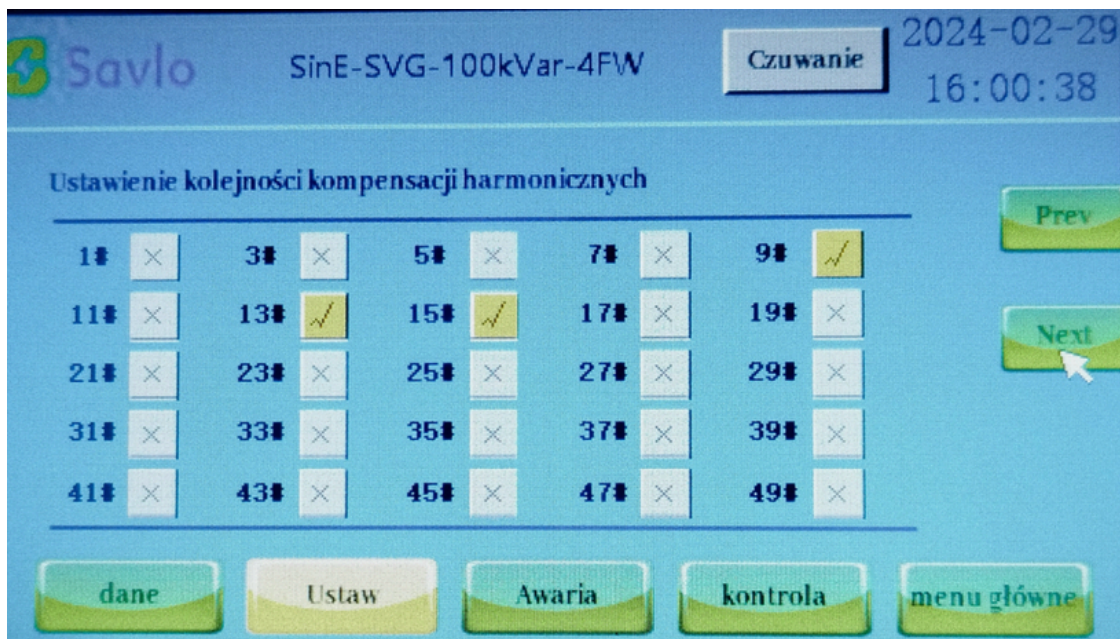 Savlo SinE-SVG-100kVar-4FW Czuwanie 2024-02-29
16:00:38
Ustawienie kolejności kompensacji harmonicznych
Prev
1# 3# 5# 7# 9#
11# 13# 15# 17# 19#
Next
21# 23# 25# 27# 29#
31# 33# 35# 37# 39#
41# 43# 45# 47# 49#
dane Ustaw Awaria kontrola menu główne